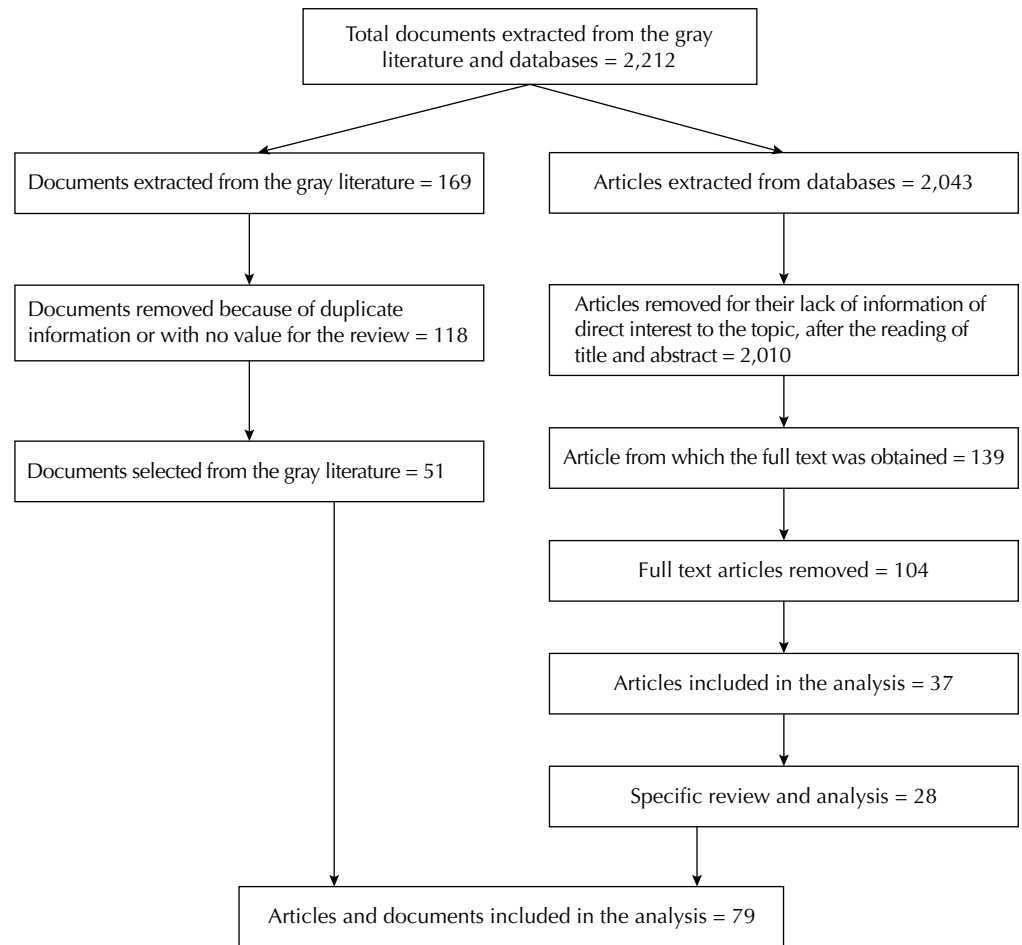 Total documents extracted from the gray
literature and databases = 2,212
Documents extracted from the gray literature = 169
Articles extracted from databases = 2,043
Documents removed because of duplicate
information or with no value for the review = 118
Articles removed for their lack of information of
direct interest to the topic, after the reading of
title and abstract = 2,010
Documents selected from the gray literature = 51
Article from which the full text was obtained = 139
Full text articles removed = 104
Articles included in the analysis = 37
Specific review and analysis = 28
Articles and documents included in the analysis = 79